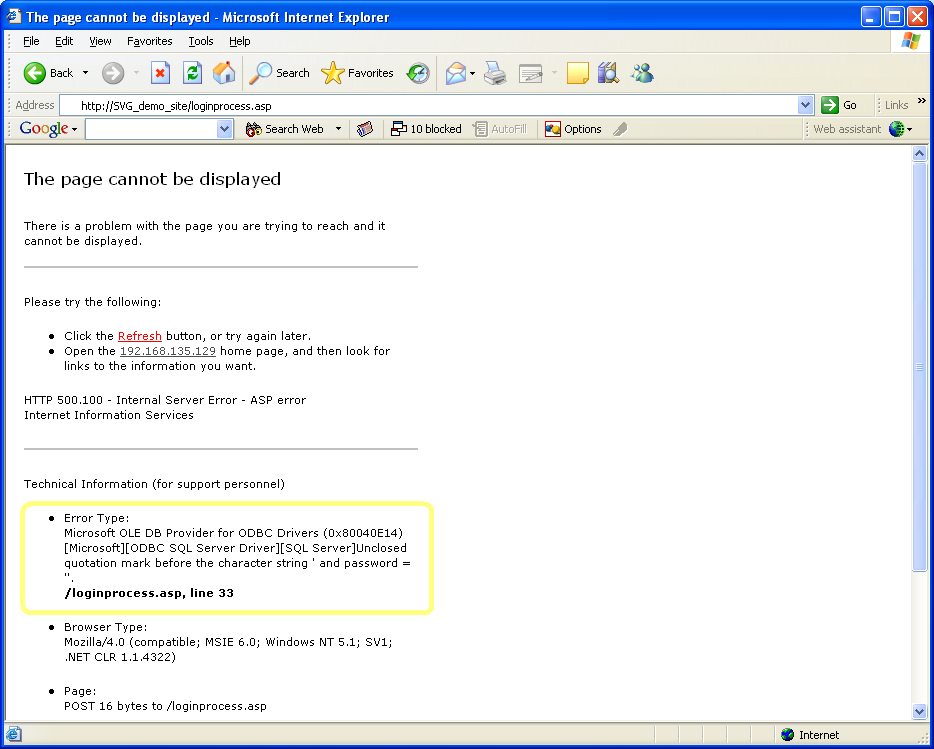 The page cannot be displayed - Microsoft Internet Explorer
File Edit View Favorites Tools Help
Back Search Favorites
Address http://SVG_demo_site/loginprocess.asp Go Links »
Google Search Web 10 blocked AutoFill Options Web assistant
The page cannot be displayed
There is a problem with the page you are trying to reach and it
cannot be displayed.
Please try the following:
• Click the Refresh button, or try again later.
• Open the 192.168.135.129 home page, and then look for
links to the information you want.
HTTP 500.100 - Internal Server Error - ASP error
Internet Information Services
Technical Information (for support personnel)
• Error Type:
Microsoft OLE DB Provider for ODBC Drivers (0x80040E14)
[Microsoft][ODBC SQL Server Driver][SQL Server]Unclosed
quotation mark before the character string ' and password =
''.
/loginprocess.asp, line 33
• Browser Type:
Mozilla/4.0 (compatible; MSIE 6.0; Windows NT 5.1; SV1;
.NET CLR 1.1.4322)
• Page:
POST 16 bytes to /loginprocess.asp
Internet